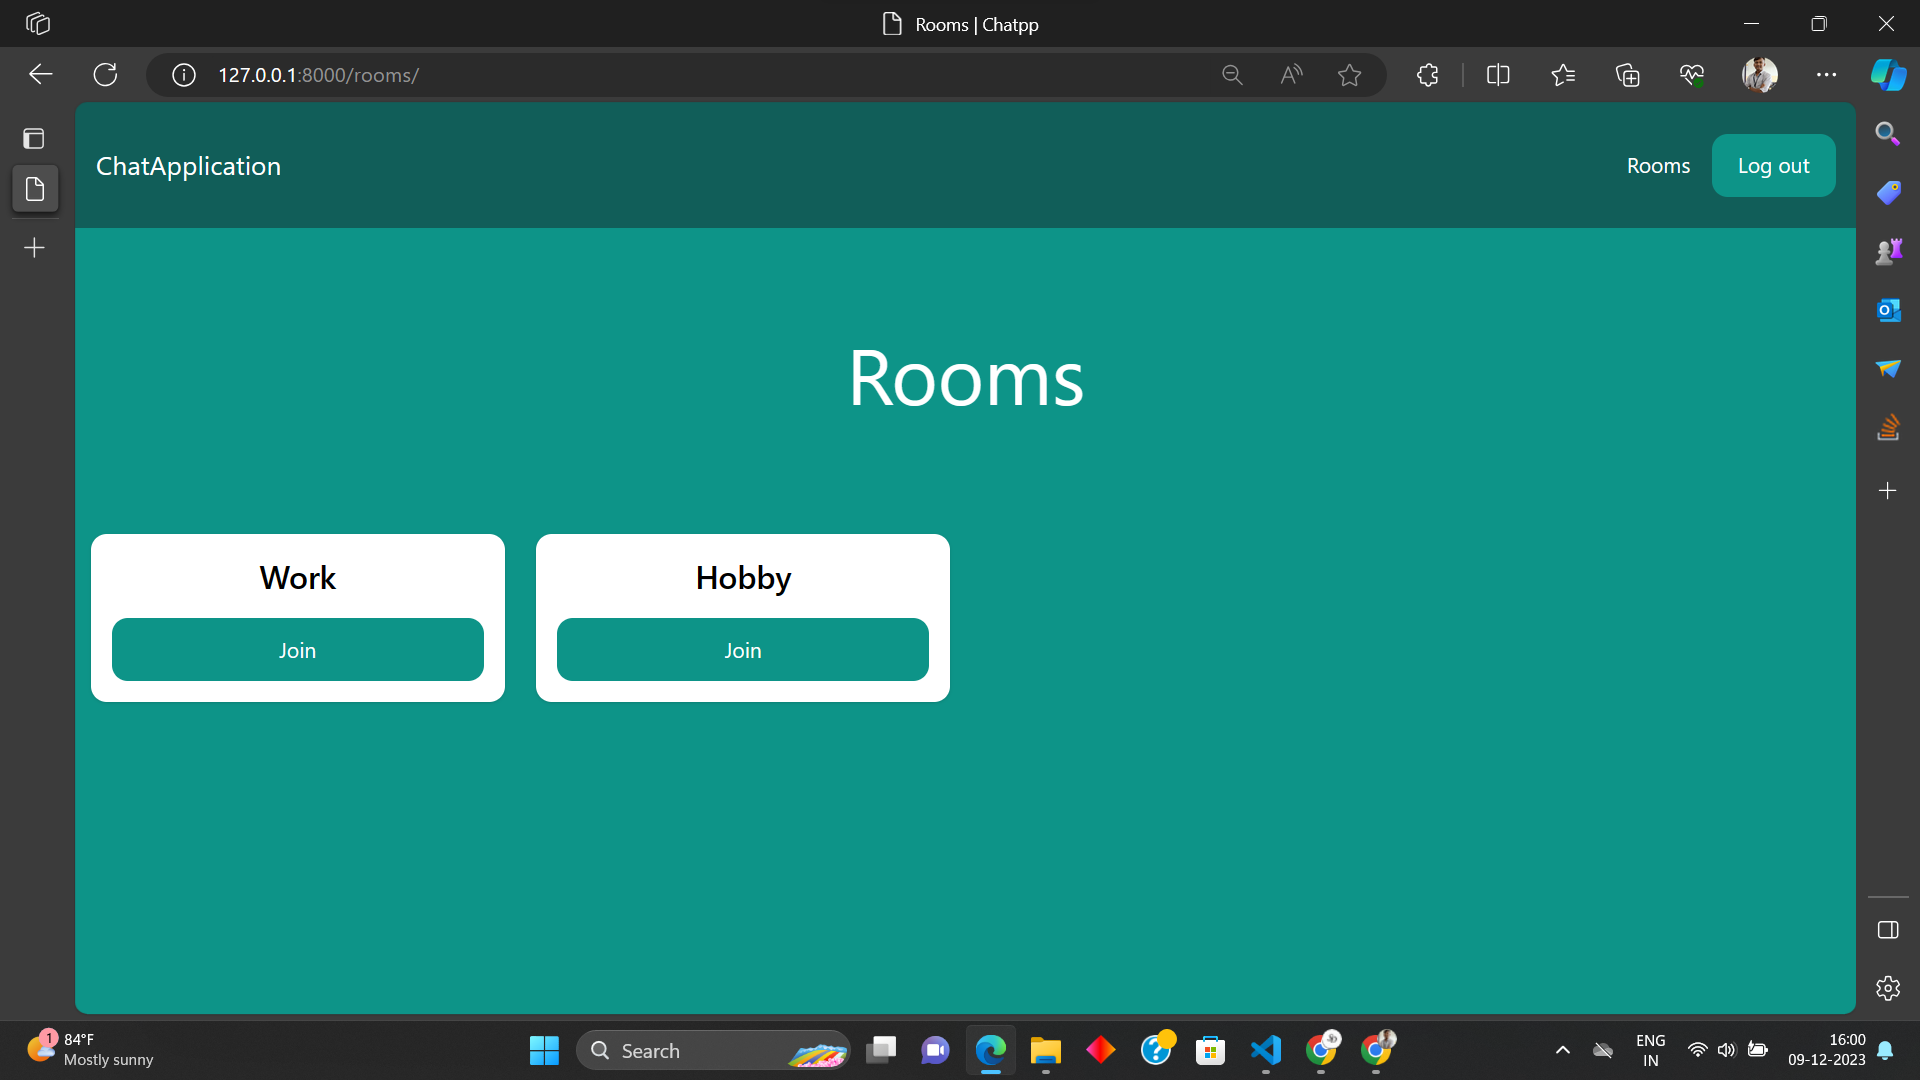 Rooms | Chatpp
127.0.0.1:8000/rooms/
ChatApplication
Rooms
Log out
Rooms
Work
Hobby
Join
Join
1
84°F
Mostly sunny
Search
ENG
IN
16:00
09-12-2023